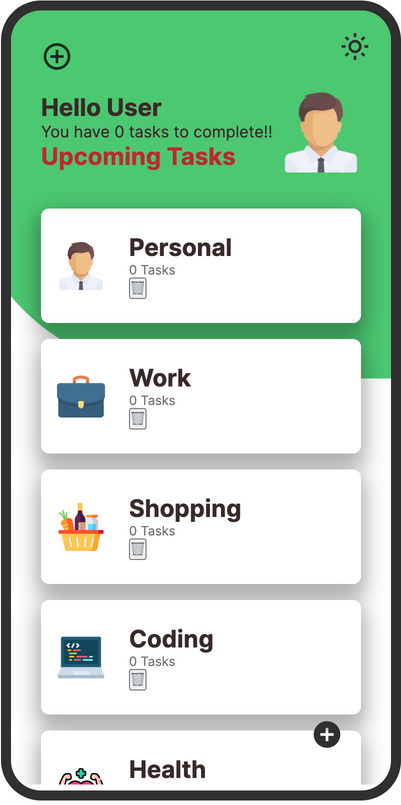 Hello User
You have 0 tasks to complete!!
Upcoming Tasks
Personal
0 Tasks
Work
0 Tasks
Shopping
0 Tasks
Coding
0 Tasks
Health